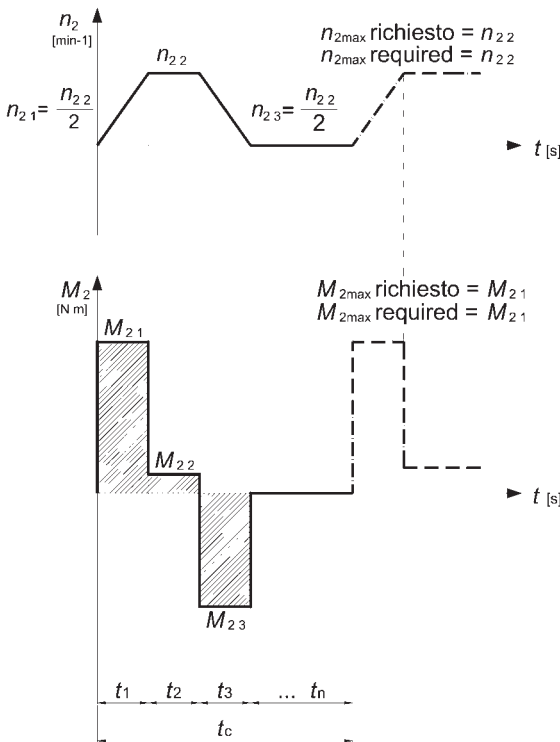 n₂
[min-1]
n₂₂
n₂₁= n₂₂/2
n₂₃= n₂₂/2
n₂max richiesto = n₂₂
n₂max required = n₂₂
t [s]
M₂
[N m]
M₂₁
M₂₂
M₂₃
M₂max richiesto = M₂₁
M₂max required = M₂₁
t [s]
t₁ t₂ t₃ ... tn
tc